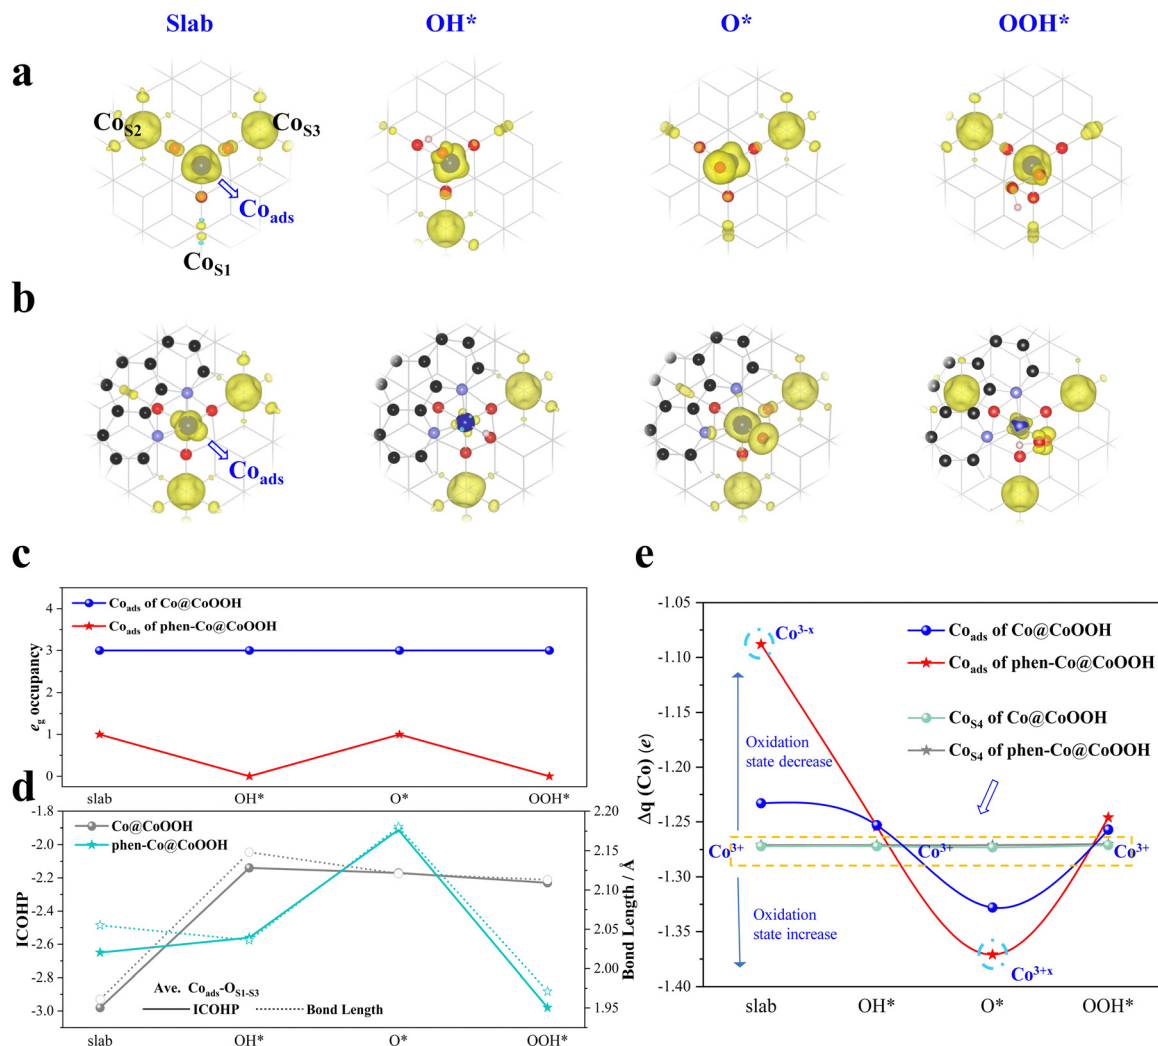 Slab OH* O* OOH*
a
Co_S2 Co_S3
Co_ads
Co_S1
b
Co_ads
c
4
3
2
1
0
e_g occupancy
Co_ads of Co@CoOOH
Co_ads of phen-Co@CoOOH
slab OH* O* OOH*
d
-1.8
-2.0
-2.2
-2.4
-2.6
-2.8
-3.0
ICOHP
Co@CoOOH
phen-Co@CoOOH
Ave. Co_ads-O_S1-S3
ICOHP Bond Length
2.20
2.15
2.10
2.05
2.00
1.95
Bond Length / Å
slab OH* O* OOH*
e
-1.05
-1.10
-1.15
-1.20
-1.25
-1.30
-1.35
-1.40
Δq (Co) (e)
Co^3-x
Co_ads of Co@CoOOH
Co_ads of phen-Co@CoOOH
Co_S4 of Co@CoOOH
Co_S4 of phen-Co@CoOOH
Oxidation
state decrease
Co^3+ Co^3+ Co^3+
Oxidation
state increase
Co^3+x
slab OH* O* OOH*